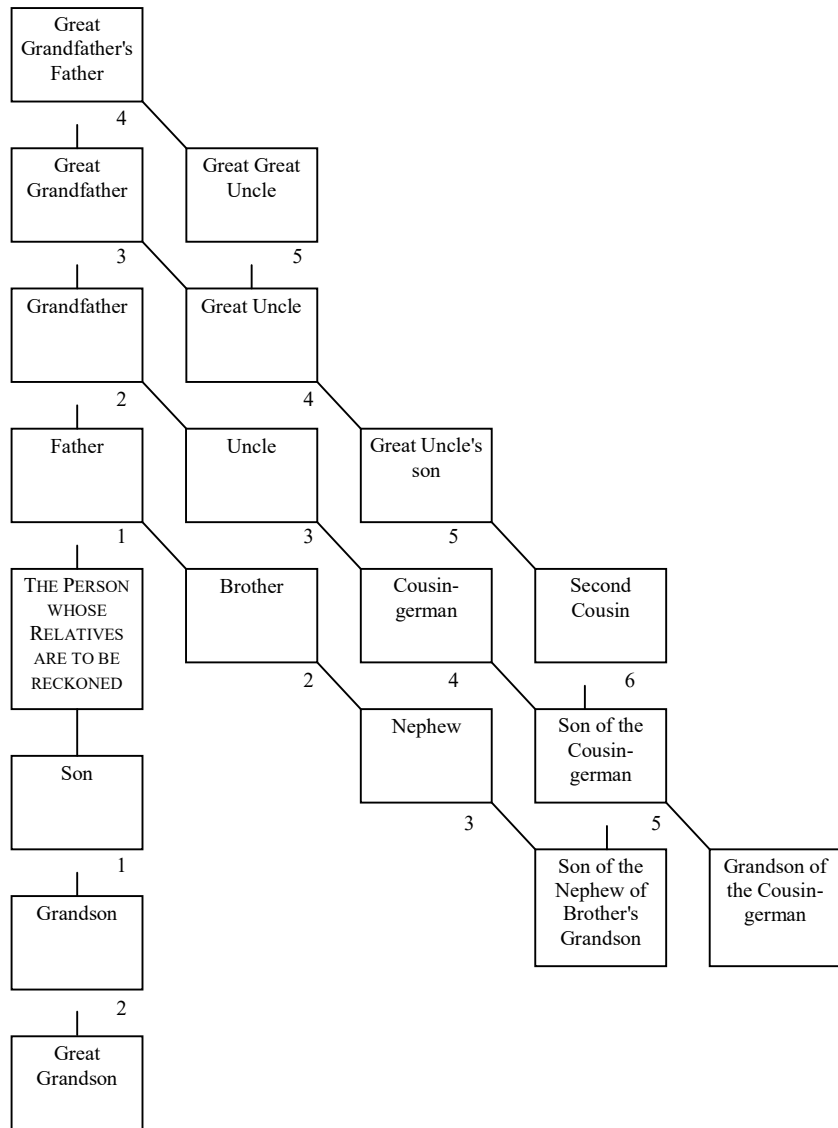 Great
Grandfather's
Father
4
Great
Grandfather
Great Great
Uncle
3
5
Grandfather
Great Uncle
2
4
Father
Uncle
Great Uncle's
son
1
3
5
THE PERSON
WHOSE
RELATIVES
ARE TO BE
RECKONED
Brother
Cousin-
german
Second
Cousin
2
4
6
Nephew
Son of the
Cousin-
german
Son
3
5
1
Son of the
Nephew of
Brother's
Grandson
Grandson of
the Cousin-
german
Grandson
2
Great
Grandson